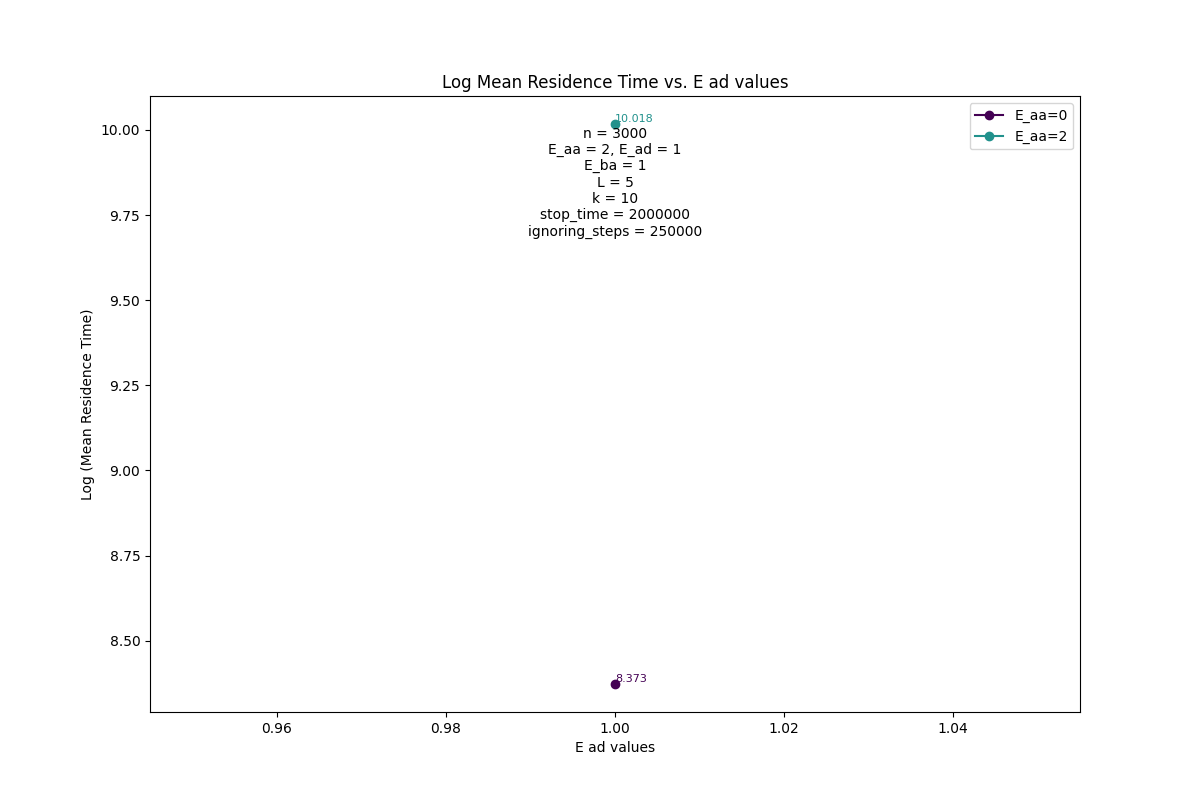 Log Mean Residence Time vs. E ad values
10.018
n = 3000
E_aa = 2, E_ad = 1
E_ba = 1
L = 5
k = 10
stop_time = 2000000
ignoring_steps = 250000
E_aa=0
E_aa=2
Log (Mean Residence Time)
10.00
9.75
9.50
9.25
9.00
8.75
8.50
8.373
0.96
0.98
1.00
1.02
1.04
E ad values